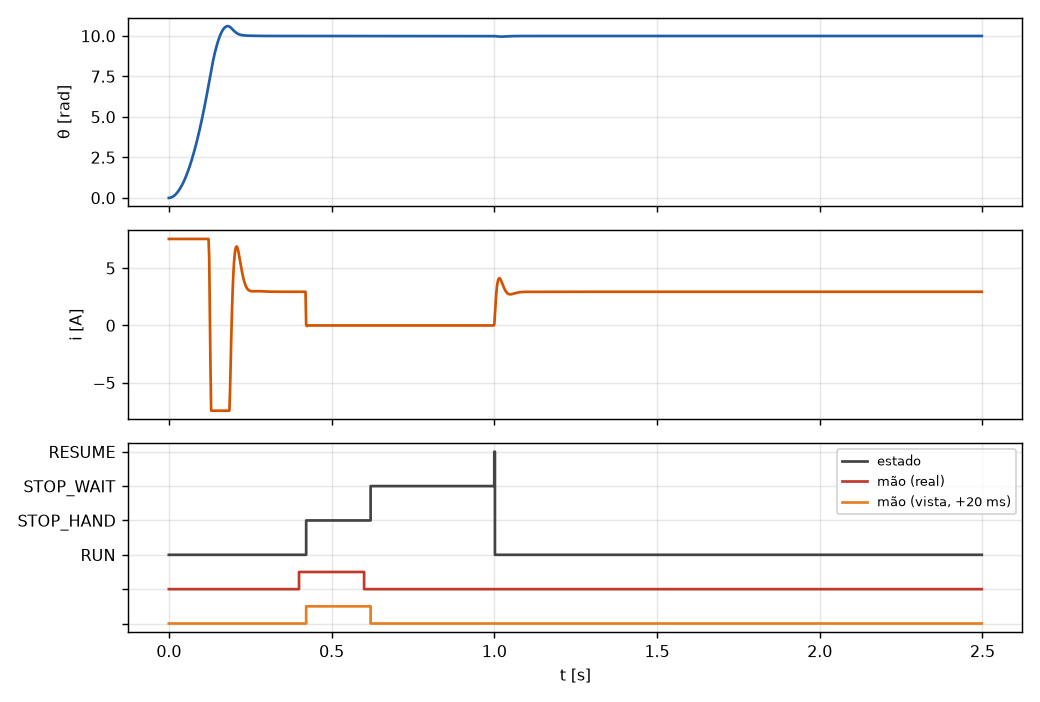 10.0
7.5
5.0
2.5
0.0
θ [rad]
5
0
−5
i [A]
RESUME
STOP_WAIT
STOP_HAND
RUN
estado
mão (real)
mão (vista, +20 ms)
0.0 0.5 1.0 1.5 2.0 2.5
t [s]